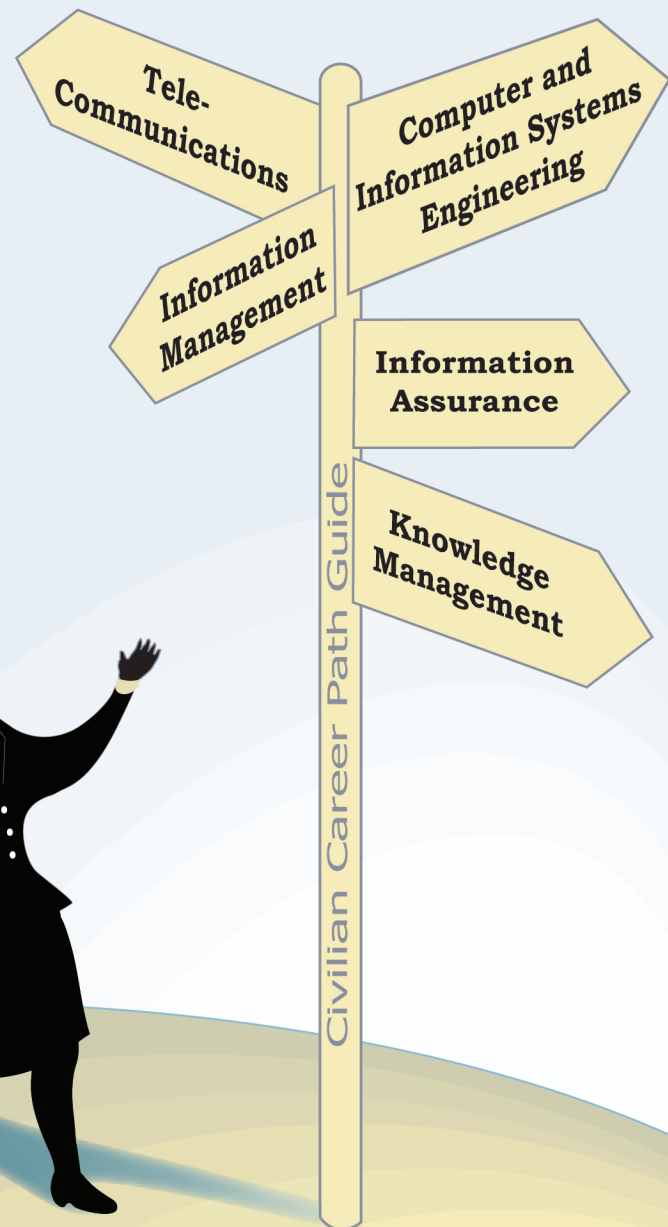 Tele-
Communications
Computer and
Information Systems
Engineering
Information
Management
Information
Assurance
Knowledge
Management
Civilian Career Path Guide